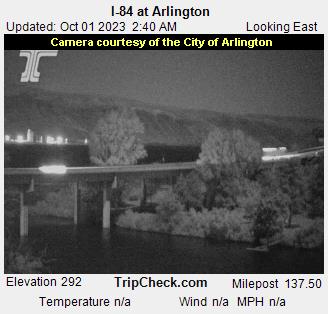 I-84 at Arlington
Updated: Oct 01 2023 2:40 AM Looking East
Camera courtesy of the City of Arlington
Elevation 292 TripCheck.com Milepost 137.50
Temperature n/a Wind n/a MPH n/a